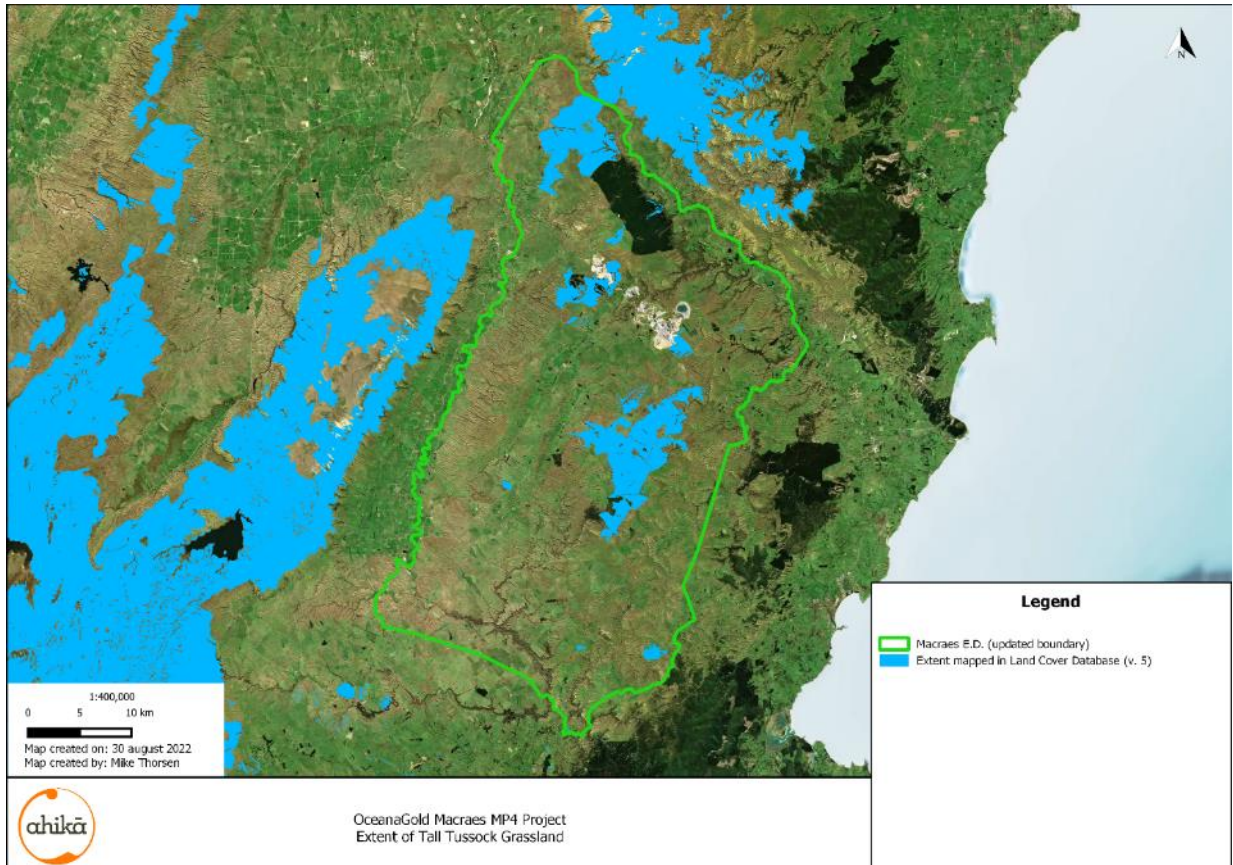 N
Legend
Macraes E.D. (updated boundary)
Extent mapped in Land Cover Database (v. 5)
1:400,000
0 5 10 km
Map created on: 30 august 2022
Map created by: Mike Thorsen
ahikā
OceanaGold Macraes MP4 Project
Extent of Tall Tussock Grassland